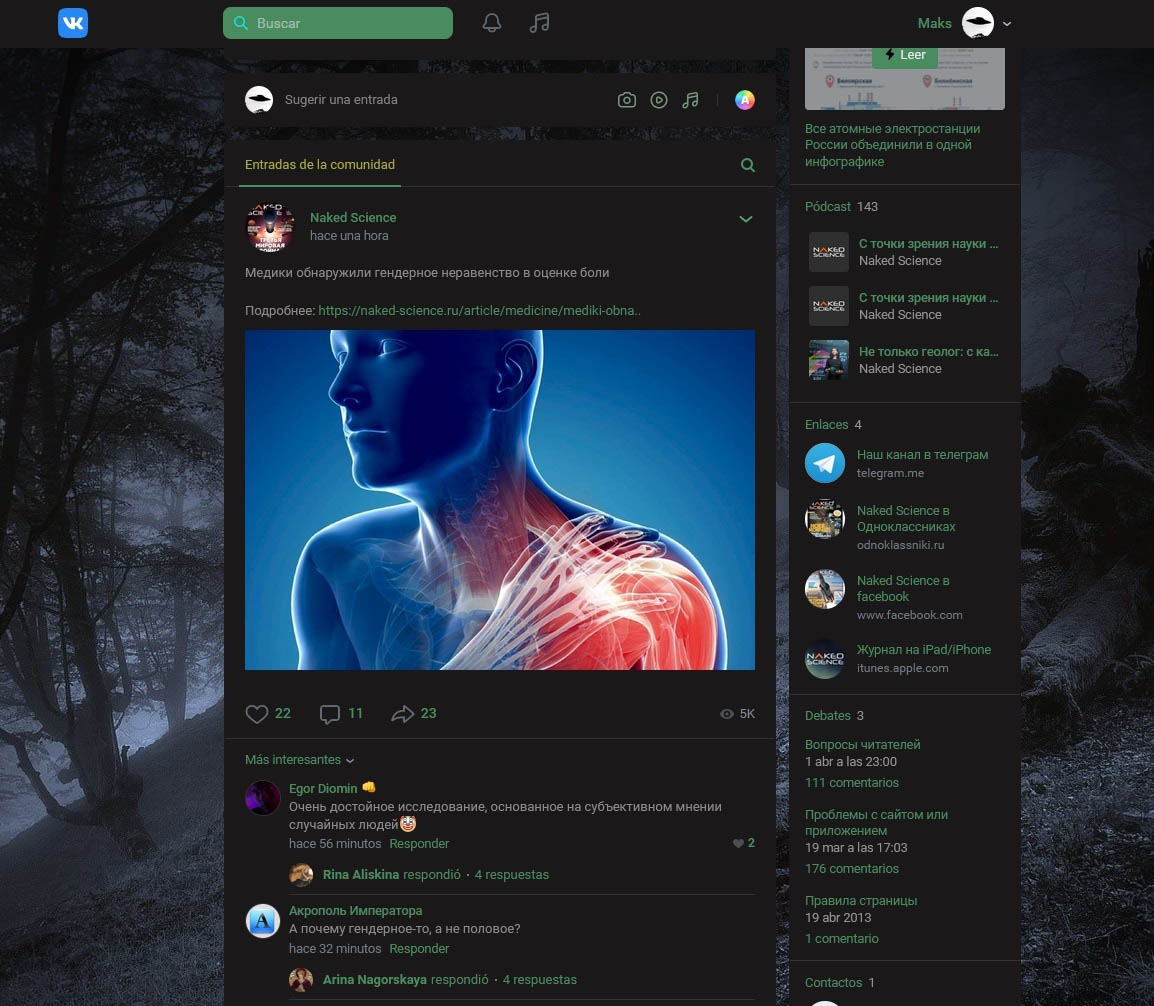 Buscar
Maks
Sugerir una entrada
A
Entradas de la comunidad
Naked Science
hace una hora
Медики обнаружили гендерное неравенство в оценке боли
Подробнее: https://naked-science.ru/article/medicine/mediki-obna..
22
11
23
5K
Más interesantes
Egor Diomin
Очень достойное исследование, основанное на субъективном мнении
случайных людей
hace 56 minutos Responder
2
Rina Aliskina respondió · 4 respuestas
A
Акрополь Императора
А почему гендерное-то, а не половое?
hace 32 minutos Responder
Arina Nagorskaya respondió · 4 respuestas
Leer
Все атомные электростанции
России объединили в одной
инфографике
Pódcast 143
NAKED
SCIENCE
С точки зрения науки ...
Naked Science
NAKED
SCIENCE
С точки зрения науки ...
Naked Science
Не только геолог: с ка...
Naked Science
Enlaces 4
Наш канал в телеграм
telegram.me
Naked Science в
Одноклассниках
odnoklassniki.ru
Naked Science в
facebook
www.facebook.com
NAKED
SCIENCE
Журнал на iPad/iPhone
itunes.apple.com
Debates 3
Вопросы читателей
1 abr a las 23:00
111 comentarios
Проблемы с сайтом или
приложением
19 mar a las 17:03
176 comentarios
Правила страницы
19 abr 2013
1 comentario
Contactos 1